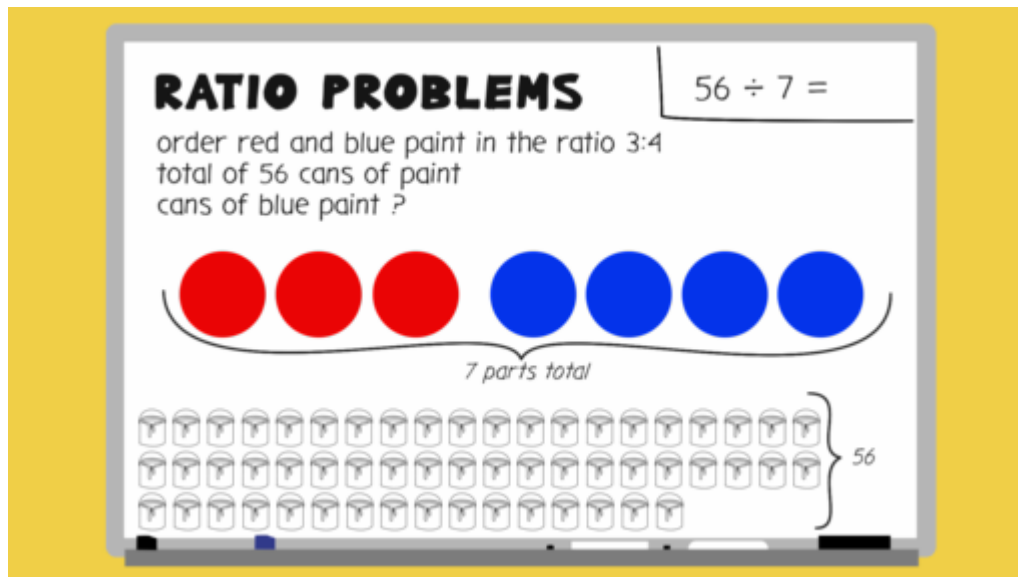 RATIO PROBLEMS
56 ÷ 7 =
order red and blue paint in the ratio 3:4
total of 56 cans of paint
cans of blue paint ?
7 parts total
56